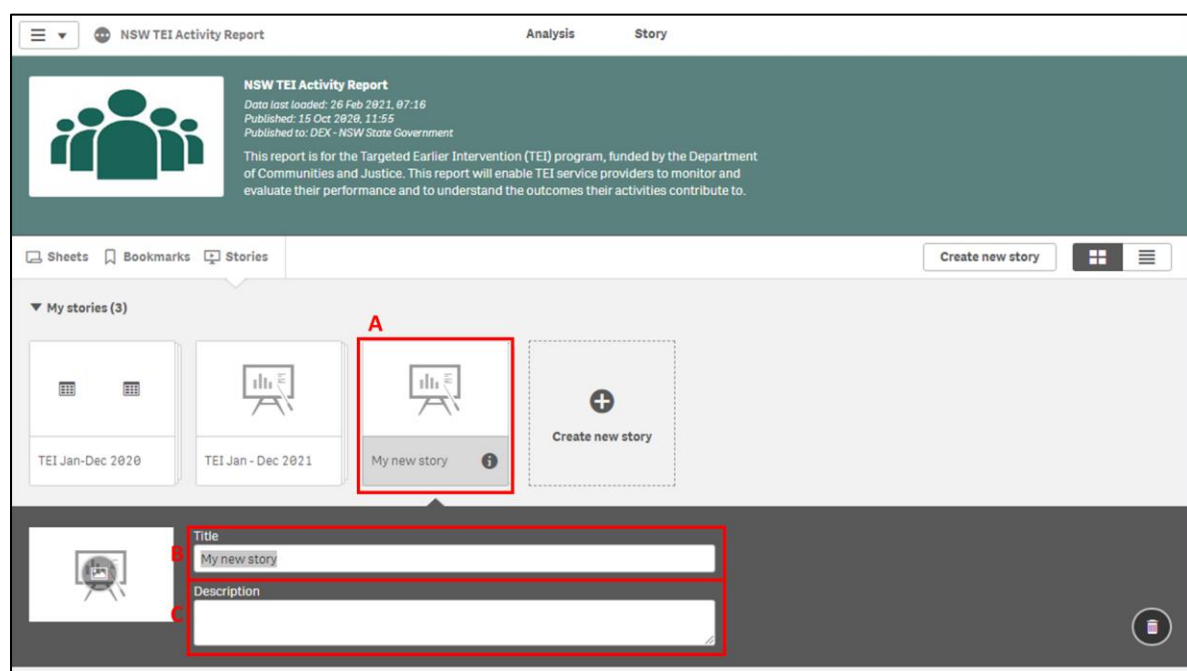 NSW TEI Activity Report
Analysis
Story
NSW TEI Activity Report
Data last loaded: 26 Feb 2021, 07:16
Published: 15 Oct 2020, 11:55
Published to: DEX - NSW State Government
This report is for the Targeted Earlier Intervention (TEI) program, funded by the Department
of Communities and Justice. This report will enable TEI service providers to monitor and
evaluate their performance and to understand the outcomes their activities contribute to.
Sheets
Bookmarks
Stories
Create new story
My stories (3)
A
TEI Jan-Dec 2020
TEI Jan - Dec 2021
My new story
Create new story
Title
B
My new story
Description
C